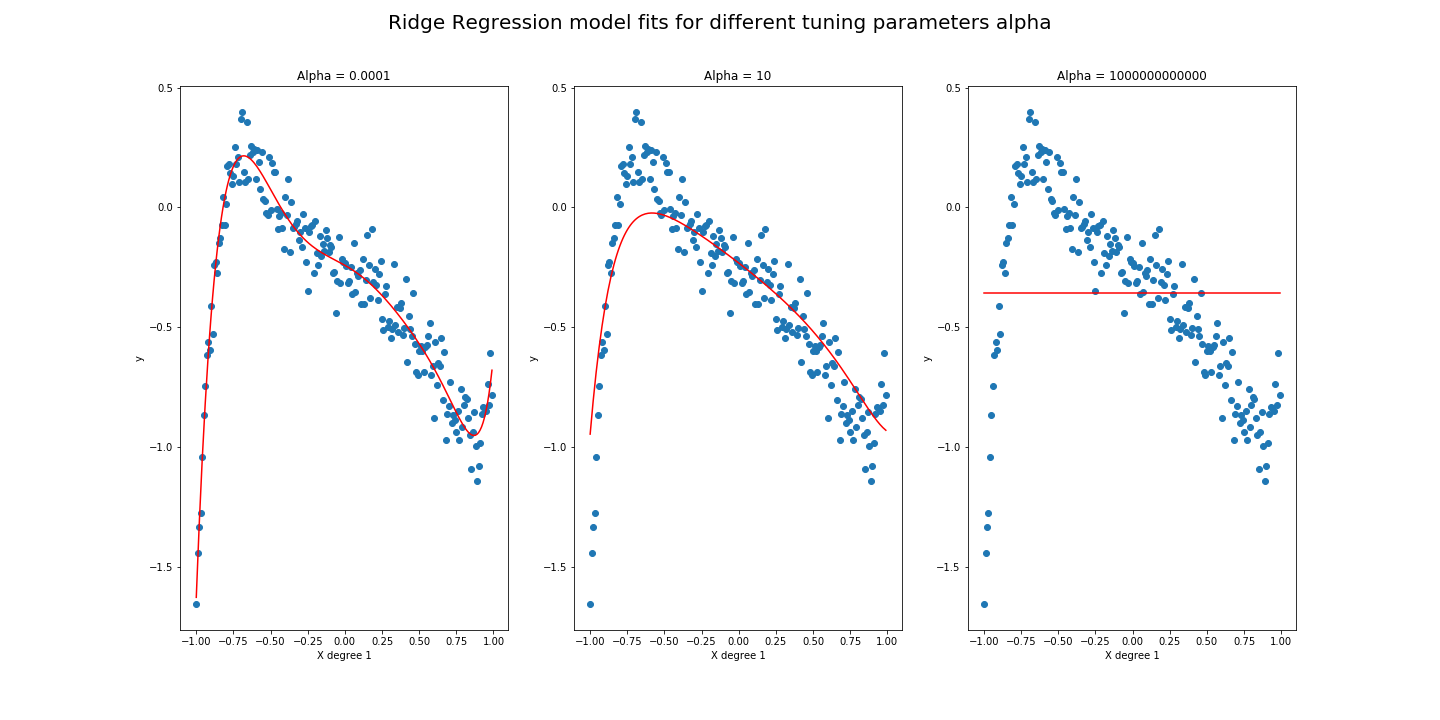 Ridge Regression model fits for different tuning parameters alpha
Alpha = 0.0001
0.5
0.0
−0.5
−1.0
−1.5
y
−1.00 −0.75 −0.50 −0.25 0.00 0.25 0.50 0.75 1.00
X degree 1
Alpha = 10
0.5
0.0
−0.5
−1.0
−1.5
y
−1.00 −0.75 −0.50 −0.25 0.00 0.25 0.50 0.75 1.00
X degree 1
Alpha = 1000000000000
0.5
0.0
−0.5
−1.0
−1.5
y
−1.00 −0.75 −0.50 −0.25 0.00 0.25 0.50 0.75 1.00
X degree 1